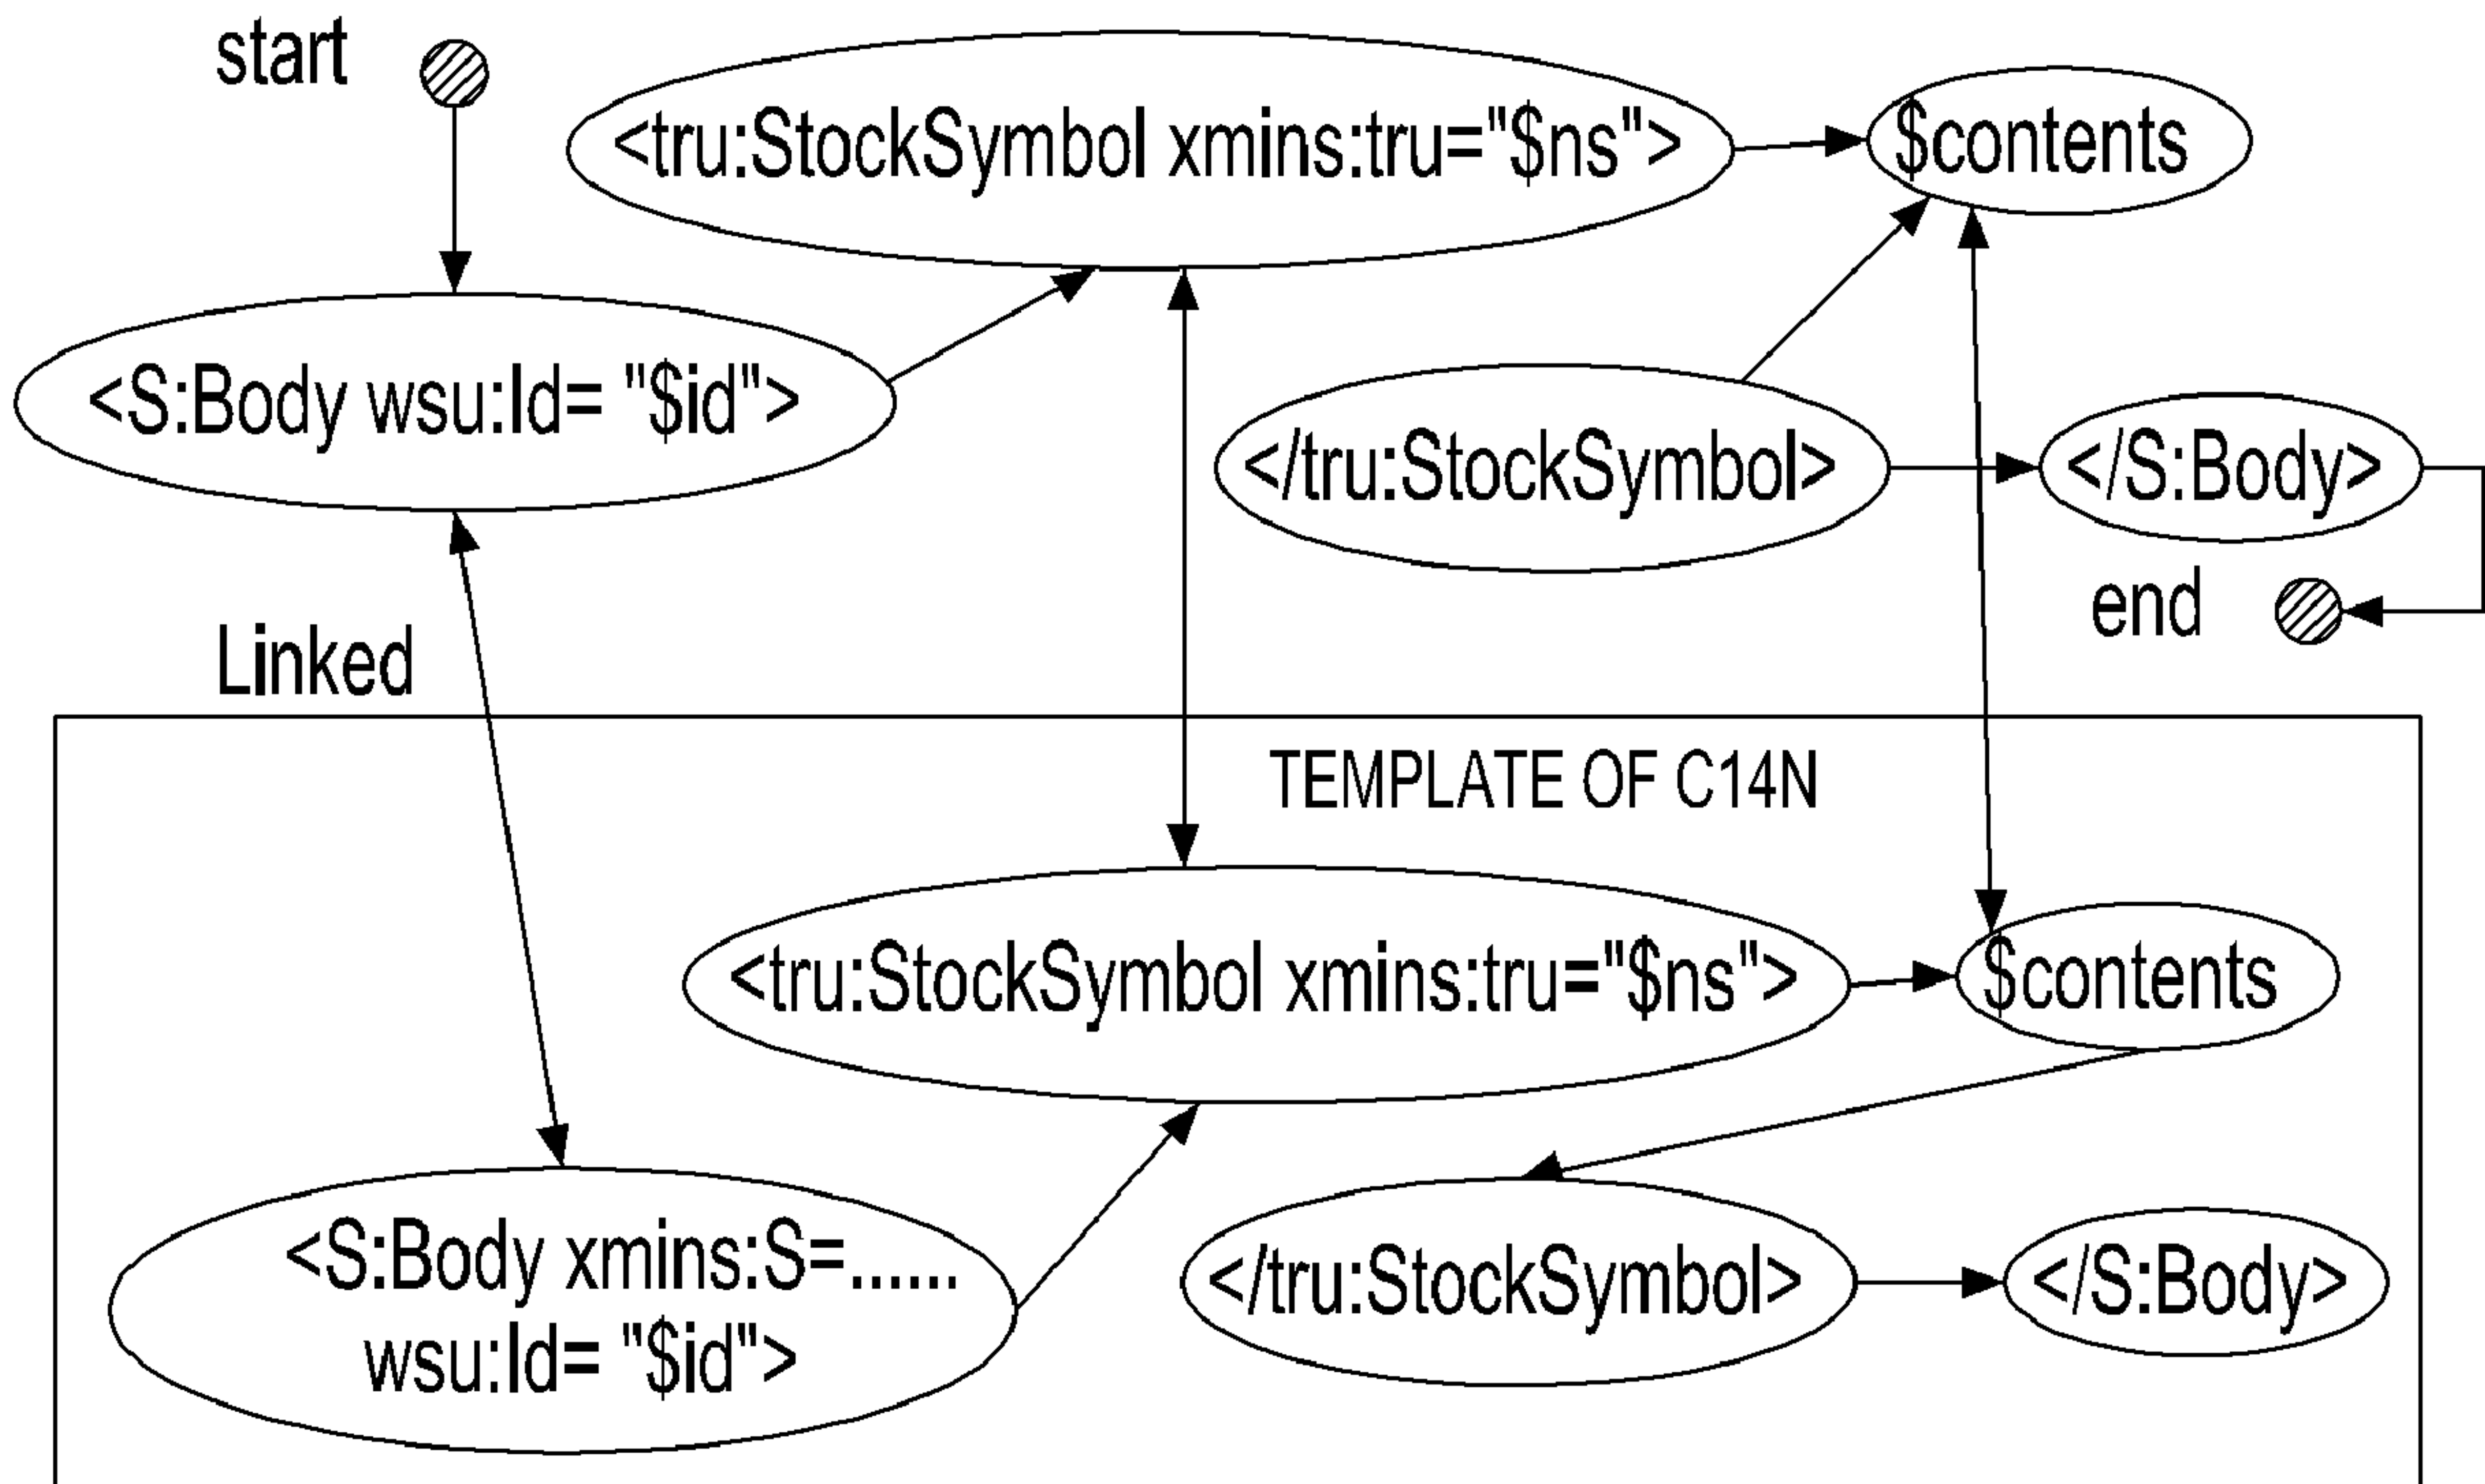 start
<tru:StockSymbol xmins:tru="$ns">
$contents
<S:Body wsu:Id= "$id">
</tru:StockSymbol>
</S:Body>
end
Linked
TEMPLATE OF C14N
<tru:StockSymbol xmins:tru="$ns">
$contents
<S:Body xmins:S=......
wsu:Id= "$id">
</tru:StockSymbol>
</S:Body>